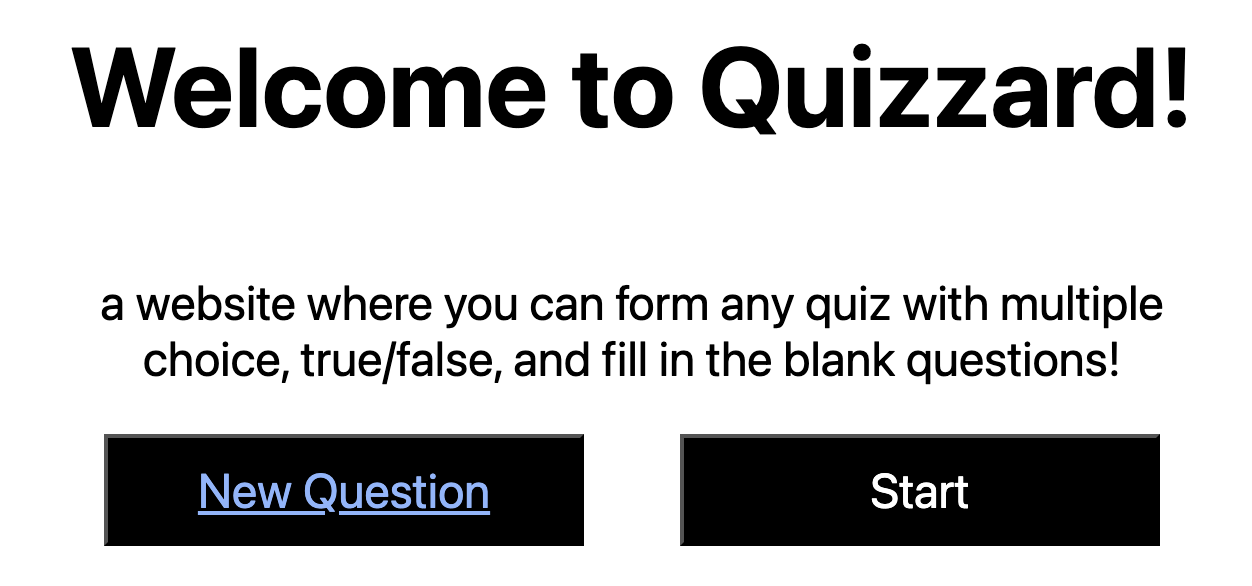 Welcome to Quizzard!
a website where you can form any quiz with multiple
choice, true/false, and fill in the blank questions!
New Question
Start